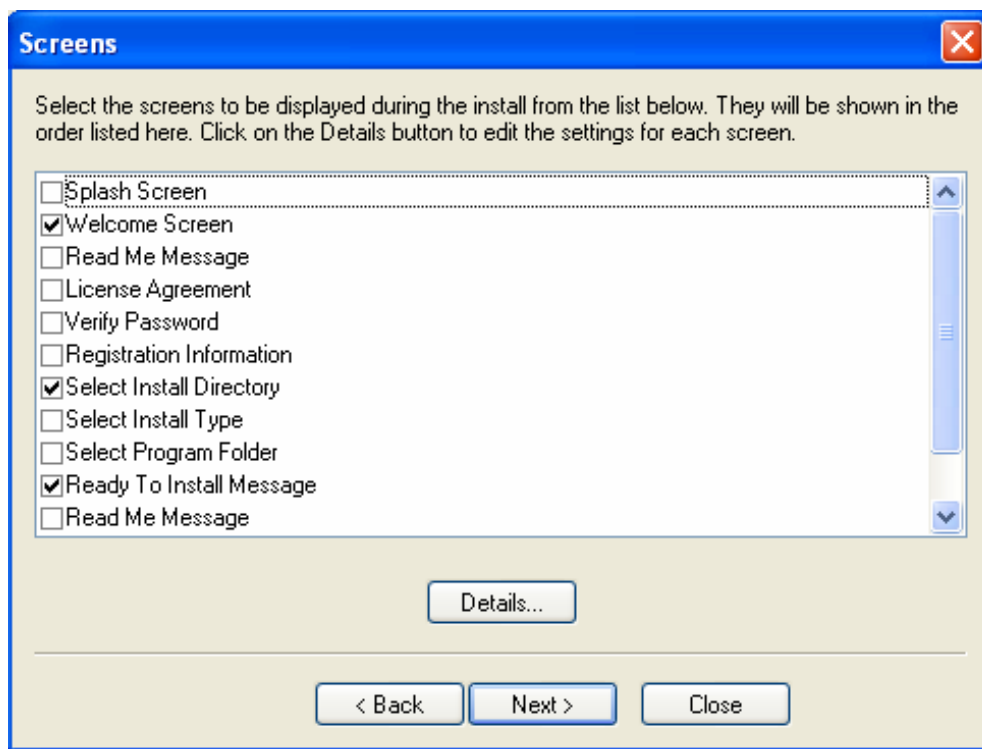 Screens
Select the screens to be displayed during the install from the list below. They will be shown in the
order listed here. Click on the Details button to edit the settings for each screen.
Splash Screen
Welcome Screen
Read Me Message
License Agreement
Verify Password
Registration Information
Select Install Directory
Select Install Type
Select Program Folder
Ready To Install Message
Read Me Message
Details...
< Back Next > Close